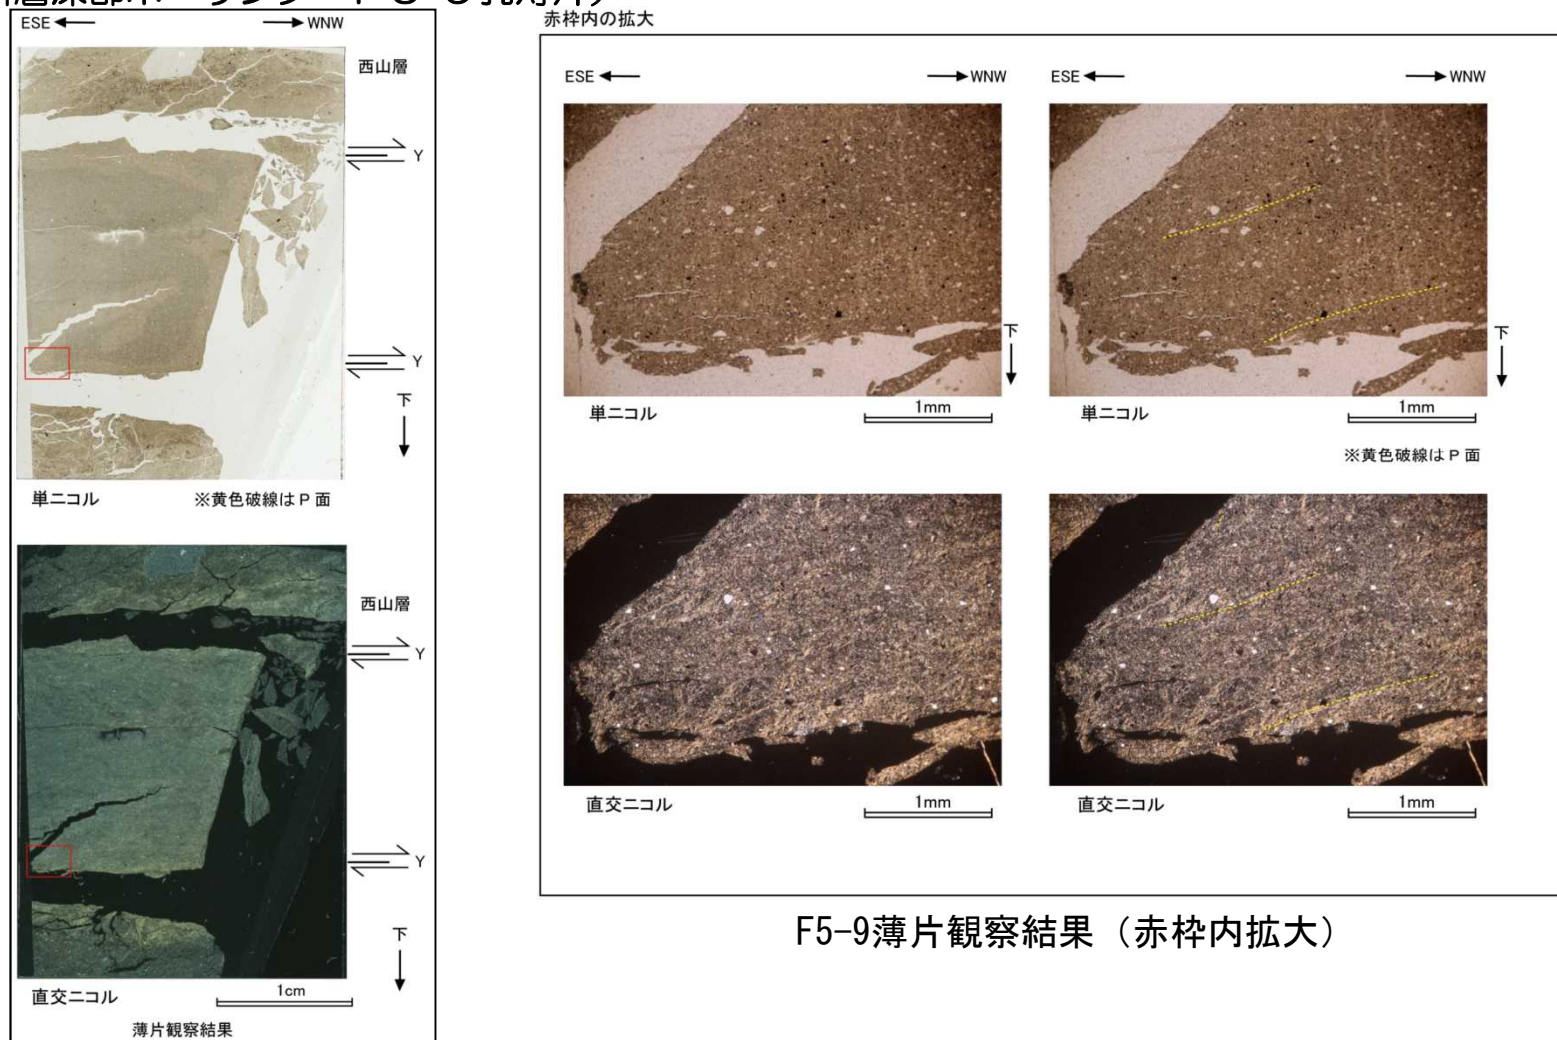 ESE WNW
西山層
Y
Y
下
単ニコル ※黄色破線はP面
西山層
Y
Y
下
直交ニコル 1cm
薄片観察結果
赤枠内の拡大
ESE WNW ESE WNW
下 下
単ニコル 1mm 単ニコル 1mm
※黄色破線はP面
直交ニコル 1mm 直交ニコル 1mm
F5-9薄片観察結果(赤枠内拡大)